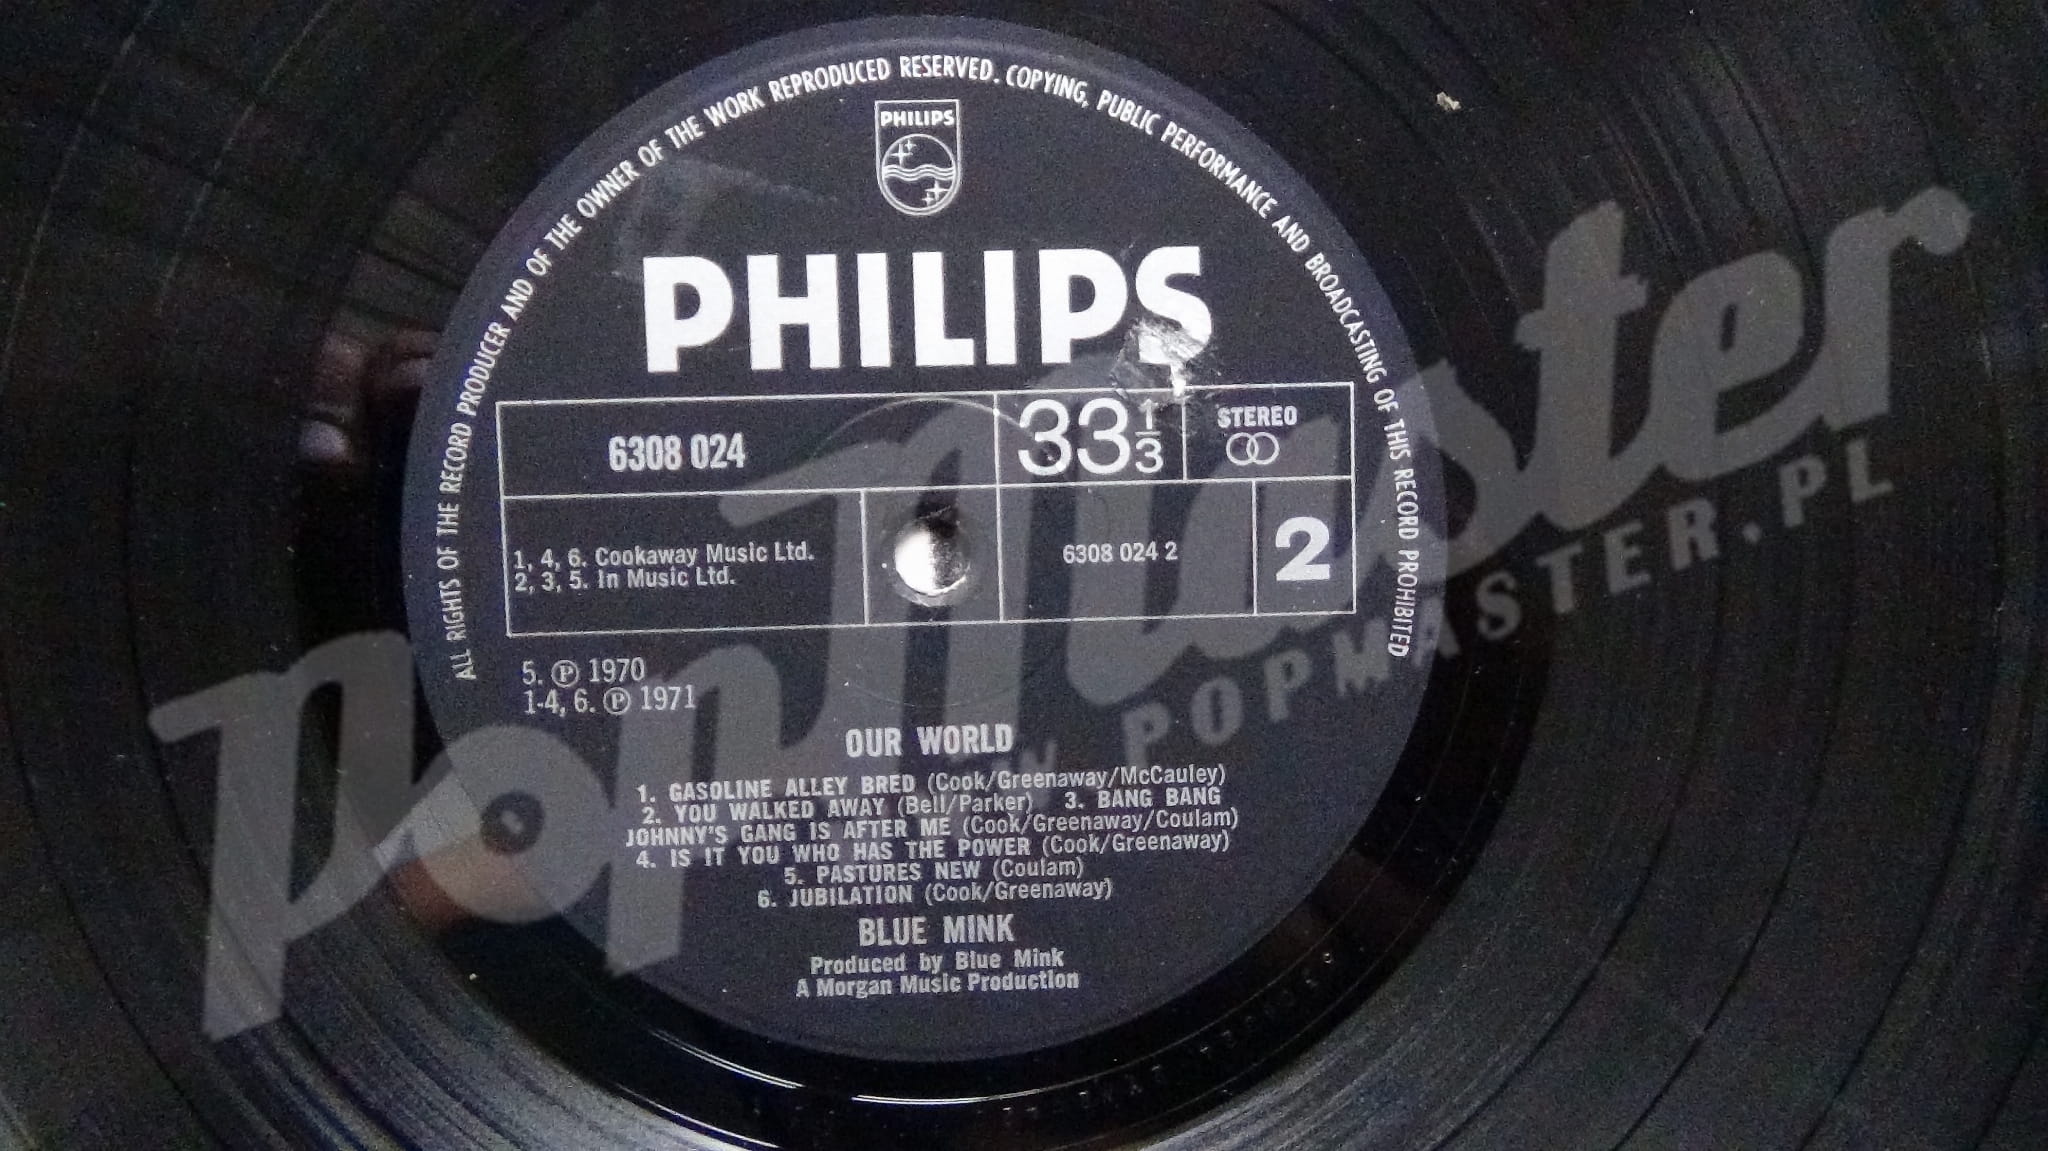 ALL RIGHTS OF THE RECORD PRODUCER AND OF THE OWNER OF THE WORK REPRODUCED RESERVED. COPYING, PUBLIC PERFORMANCE AND BROADCASTING OF THIS RECORD PROHIBITED
PHILIPS
PHILIPS
6308 024
33 1/3
STEREO
1, 4, 6. Cookaway Music Ltd.
2, 3, 5. In Music Ltd.
6308 024 2
2
5. ℗ 1970
1-4, 6. ℗ 1971
OUR WORLD
1. GASOLINE ALLEY BRED (Cook/Greenaway/McCauley)
2. YOU WALKED AWAY (Bell/Parker) 3. BANG BANG
JOHNNY'S GANG IS AFTER ME (Cook/Greenaway/Coulam)
4. IS IT YOU WHO HAS THE POWER (Cook/Greenaway)
5. PASTURES NEW (Coulam)
6. JUBILATION (Cook/Greenaway)
BLUE MINK
Produced by Blue Mink
A Morgan Music Production
PopMaster
POPMASTER.PL